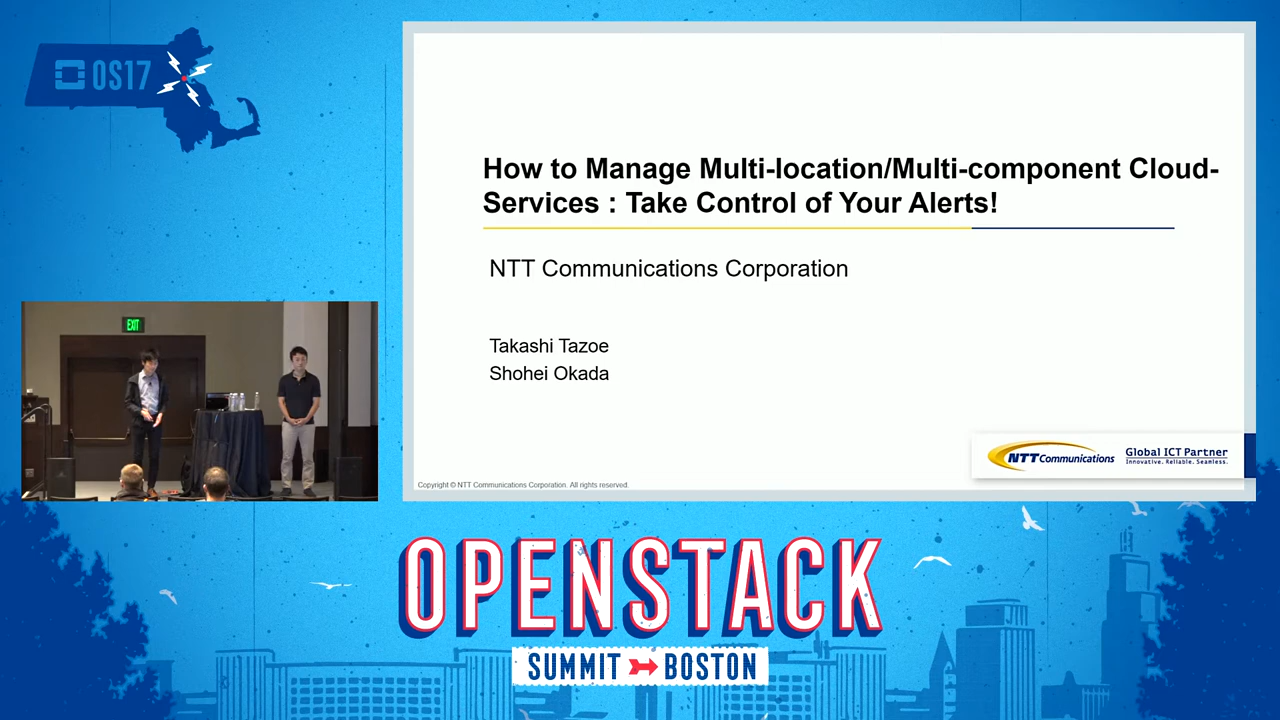 OS17
How to Manage Multi-location/Multi-component Cloud-
Services : Take Control of Your Alerts!
NTT Communications Corporation
Takashi Tazoe
Shohei Okada
NTT Communications
Global ICT Partner
Innovative. Reliable. Seamless.
Copyright © NTT Communications Corporation. All rights reserved.
EXIT
OPENSTACK
SUMMIT BOSTON